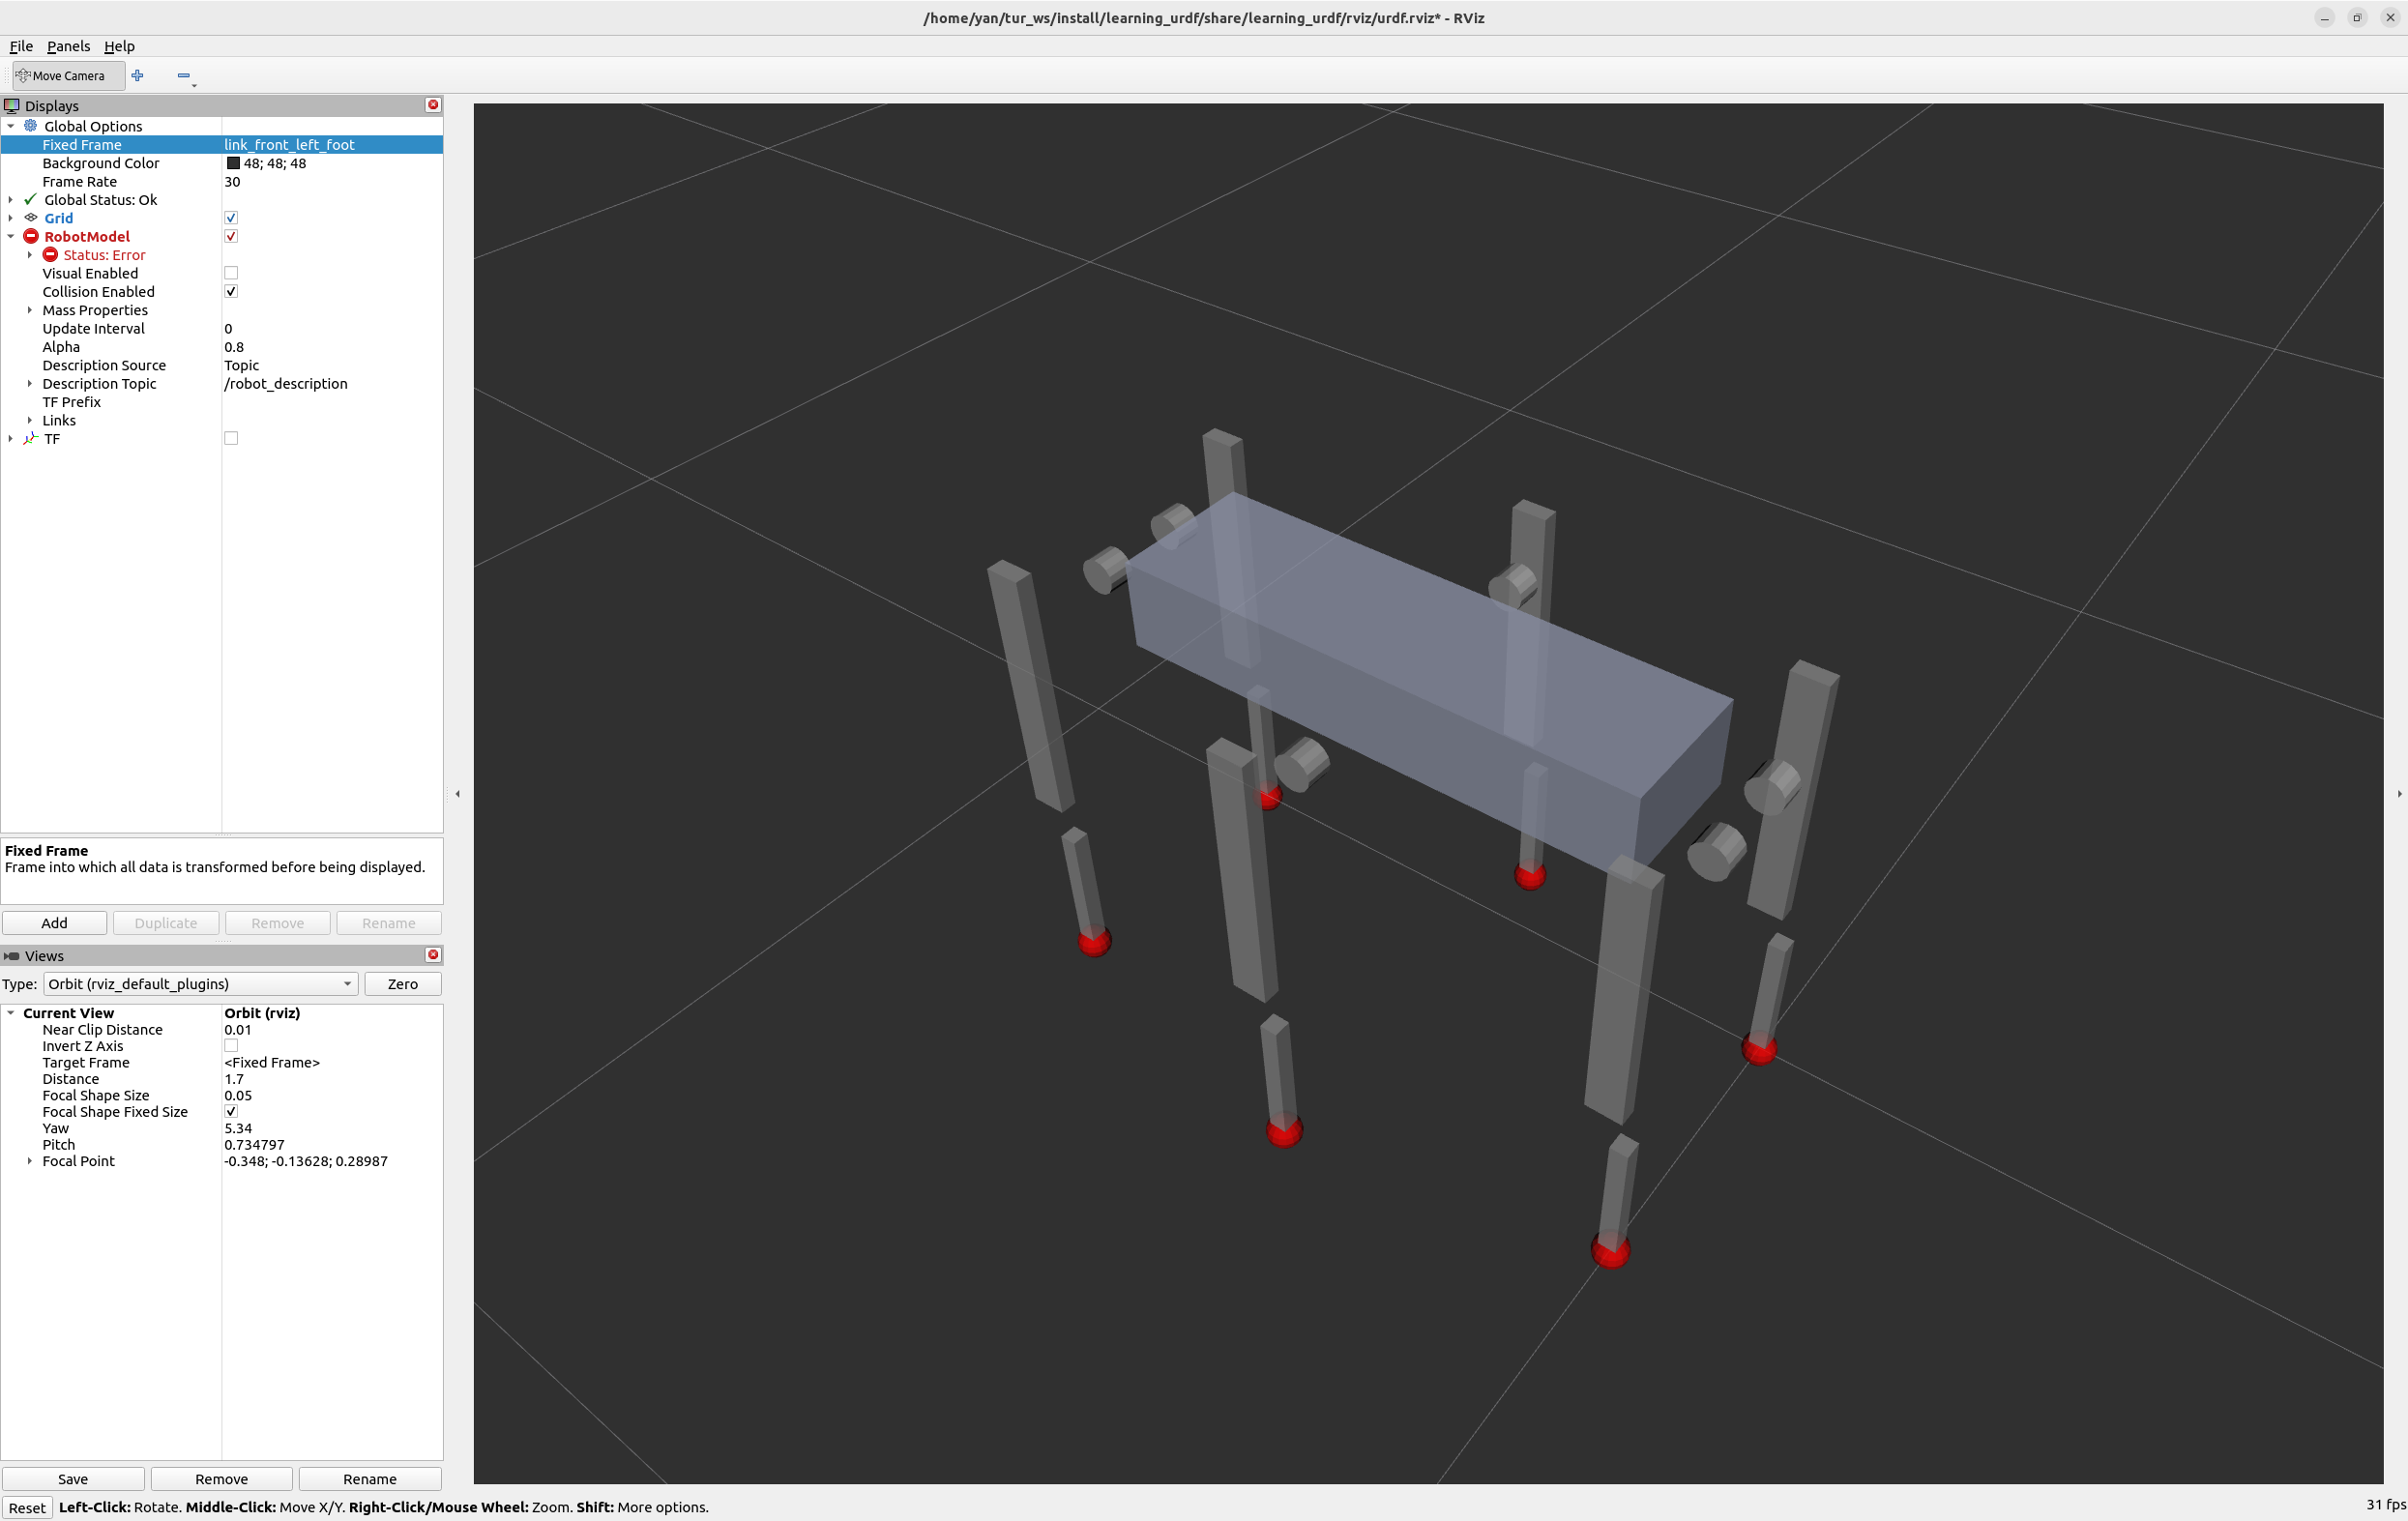 /home/yan/tur_ws/install/learning_urdf/share/learning_urdf/rviz/urdf.rviz* - RViz
File Panels Help
Move Camera
Displays
Global Options
Fixed Frame link_front_left_foot
Background Color 48; 48; 48
Frame Rate 30
Global Status: Ok
Grid
RobotModel
Status: Error
Visual Enabled
Collision Enabled
Mass Properties
Update Interval 0
Alpha 0.8
Description Source Topic
Description Topic /robot_description
TF Prefix
Links
TF
Fixed Frame
Frame into which all data is transformed before being displayed.
Add Duplicate Remove Rename
Views
Type: Orbit (rviz_default_plugins) Zero
Current View Orbit (rviz)
Near Clip Distance 0.01
Invert Z Axis
Target Frame <Fixed Frame>
Distance 1.7
Focal Shape Size 0.05
Focal Shape Fixed Size
Yaw 5.34
Pitch 0.734797
Focal Point -0.348; -0.13628; 0.28987
Save Remove Rename
Reset Left-Click: Rotate. Middle-Click: Move X/Y. Right-Click/Mouse Wheel: Zoom. Shift: More options. 31 fps